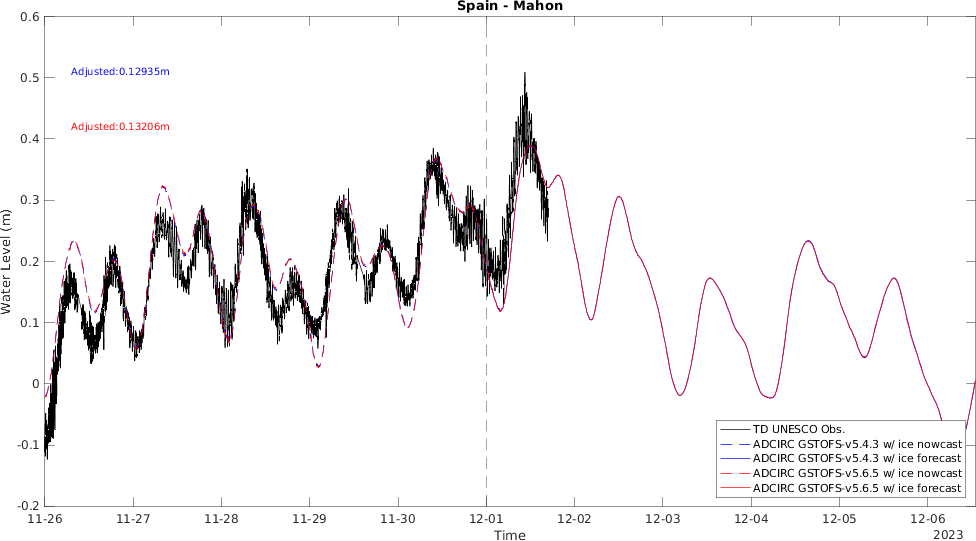 Spain - Mahon
0.6
0.5
0.4
0.3
0.2
0.1
0
-0.1
-0.2
Water Level (m)
Adjusted:0.12935m
Adjusted:0.13206m
TD UNESCO Obs.
ADCIRC GSTOFS-v5.4.3 w/ ice nowcast
ADCIRC GSTOFS-v5.4.3 w/ ice forecast
ADCIRC GSTOFS-v5.6.5 w/ ice nowcast
ADCIRC GSTOFS-v5.6.5 w/ ice forecast
11-26 11-27 11-28 11-29 11-30 12-01 12-02 12-03 12-04 12-05 12-06
Time
2023